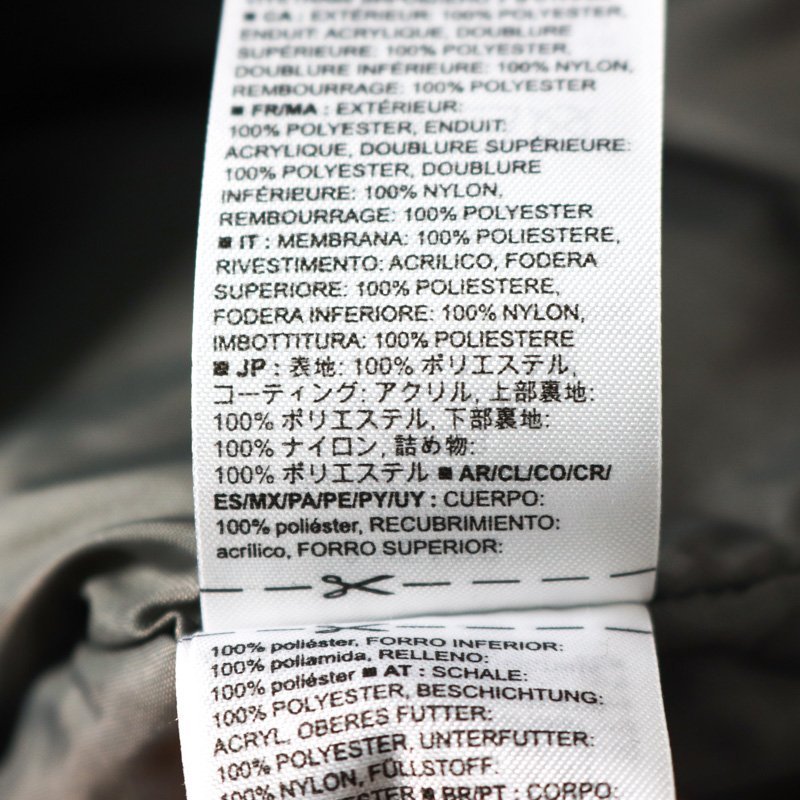 ■ CA : EXTÉRIEUR: 100% POLYESTER,
ENDUIT ACRYLIQUE, DOUBLURE
SUPÉRIEURE: 100% POLYESTER,
DOUBLURE INFÉRIEURE: 100% NYLON,
REMBOURRAGE: 100% POLYESTER
■ FR/MA : EXTÉRIEUR:
100% POLYESTER, ENDUIT:
ACRYLIQUE, DOUBLURE SUPÉRIEURE:
100% POLYESTER, DOUBLURE
INFÉRIEURE: 100% NYLON,
REMBOURRAGE: 100% POLYESTER
■ IT : MEMBRANA: 100% POLIESTERE,
RIVESTIMENTO: ACRILICO, FODERA
SUPERIORE: 100% POLIESTERE,
FODERA INFERIORE: 100% NYLON,
IMBOTTITURA: 100% POLIESTERE
■ JP : 表地: 100% ポリエステル,
コーティング: アクリル, 上部裏地:
100% ポリエステル, 下部裏地:
100% ナイロン, 詰め物:
100% ポリエステル ■ AR/CL/CO/CR/
ES/MX/PA/PE/PY/UY : CUERPO:
100% poliéster, RECUBRIMIENTO:
acrílico, FORRO SUPERIOR:
100% poliéster, FORRO INFERIOR:
100% poliamida, RELLENO:
100% poliéster ■ AT : SCHALE:
100% POLYESTER, BESCHICHTUNG:
ACRYL, OBERES FUTTER:
100% POLYESTER, UNTERFUTTER:
100% NYLON, FÜLLSTOFF:
100% POLYESTER ■ BR/PT : CORPO: